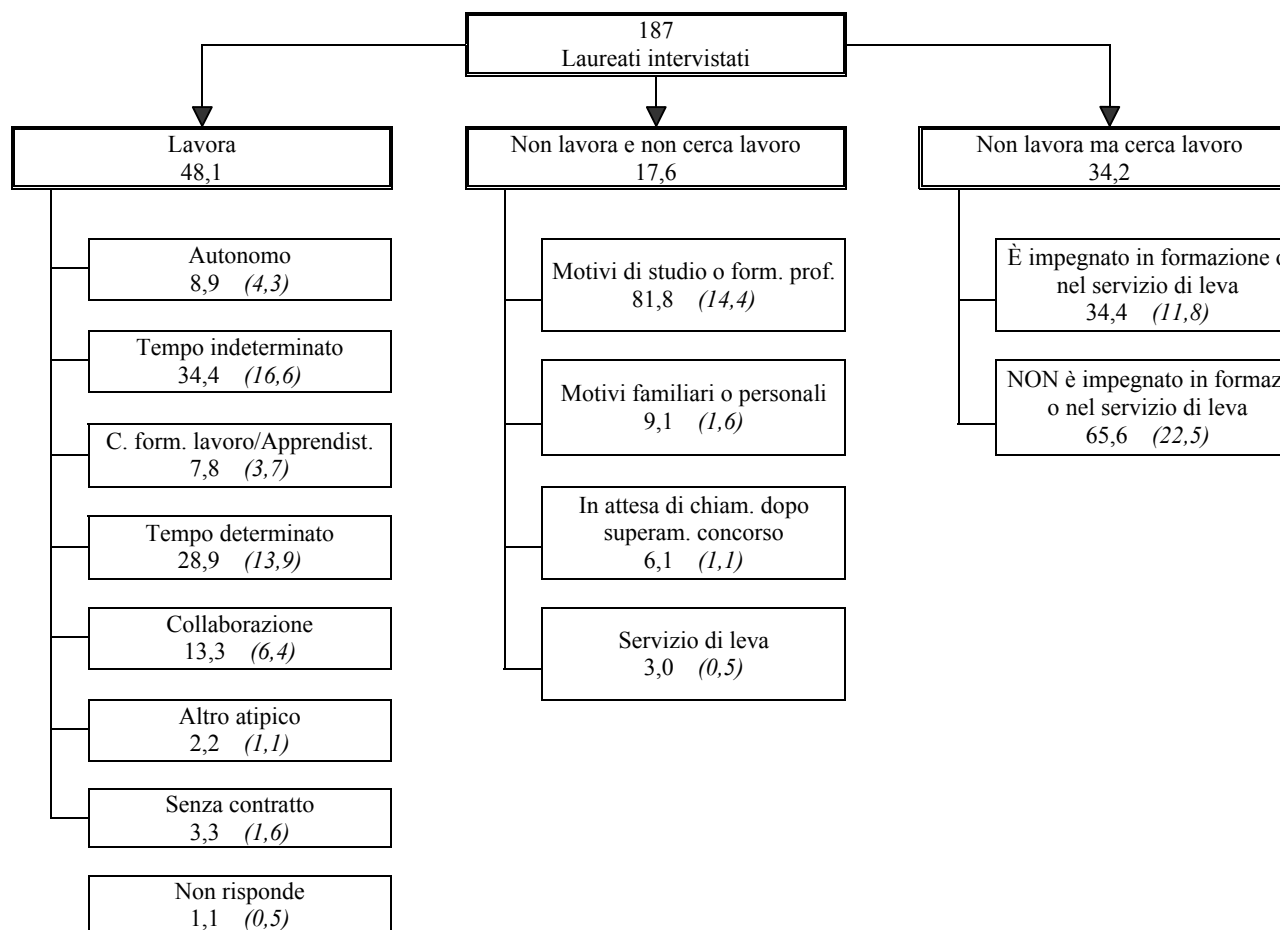 187
Laureati intervistati
Lavora
48,1
Autonomo
8,9 (4,3)
Tempo indeterminato
34,4 (16,6)
C. form. lavoro/Apprendist.
7,8 (3,7)
Tempo determinato
28,9 (13,9)
Collaborazione
13,3 (6,4)
Altro atipico
2,2 (1,1)
Senza contratto
3,3 (1,6)
Non risponde
1,1 (0,5)
Non lavora e non cerca lavoro
17,6
Motivi di studio o form. prof.
81,8 (14,4)
Motivi familiari o personali
9,1 (1,6)
In attesa di chiam. dopo
superam. concorso
6,1 (1,1)
Servizio di leva
3,0 (0,5)
Non lavora ma cerca lavoro
34,2
È impegnato in formazione
nel servizio di leva
34,4 (11,8)
NON è impegnato in
o nel servizio di leva
65,6 (22,5)